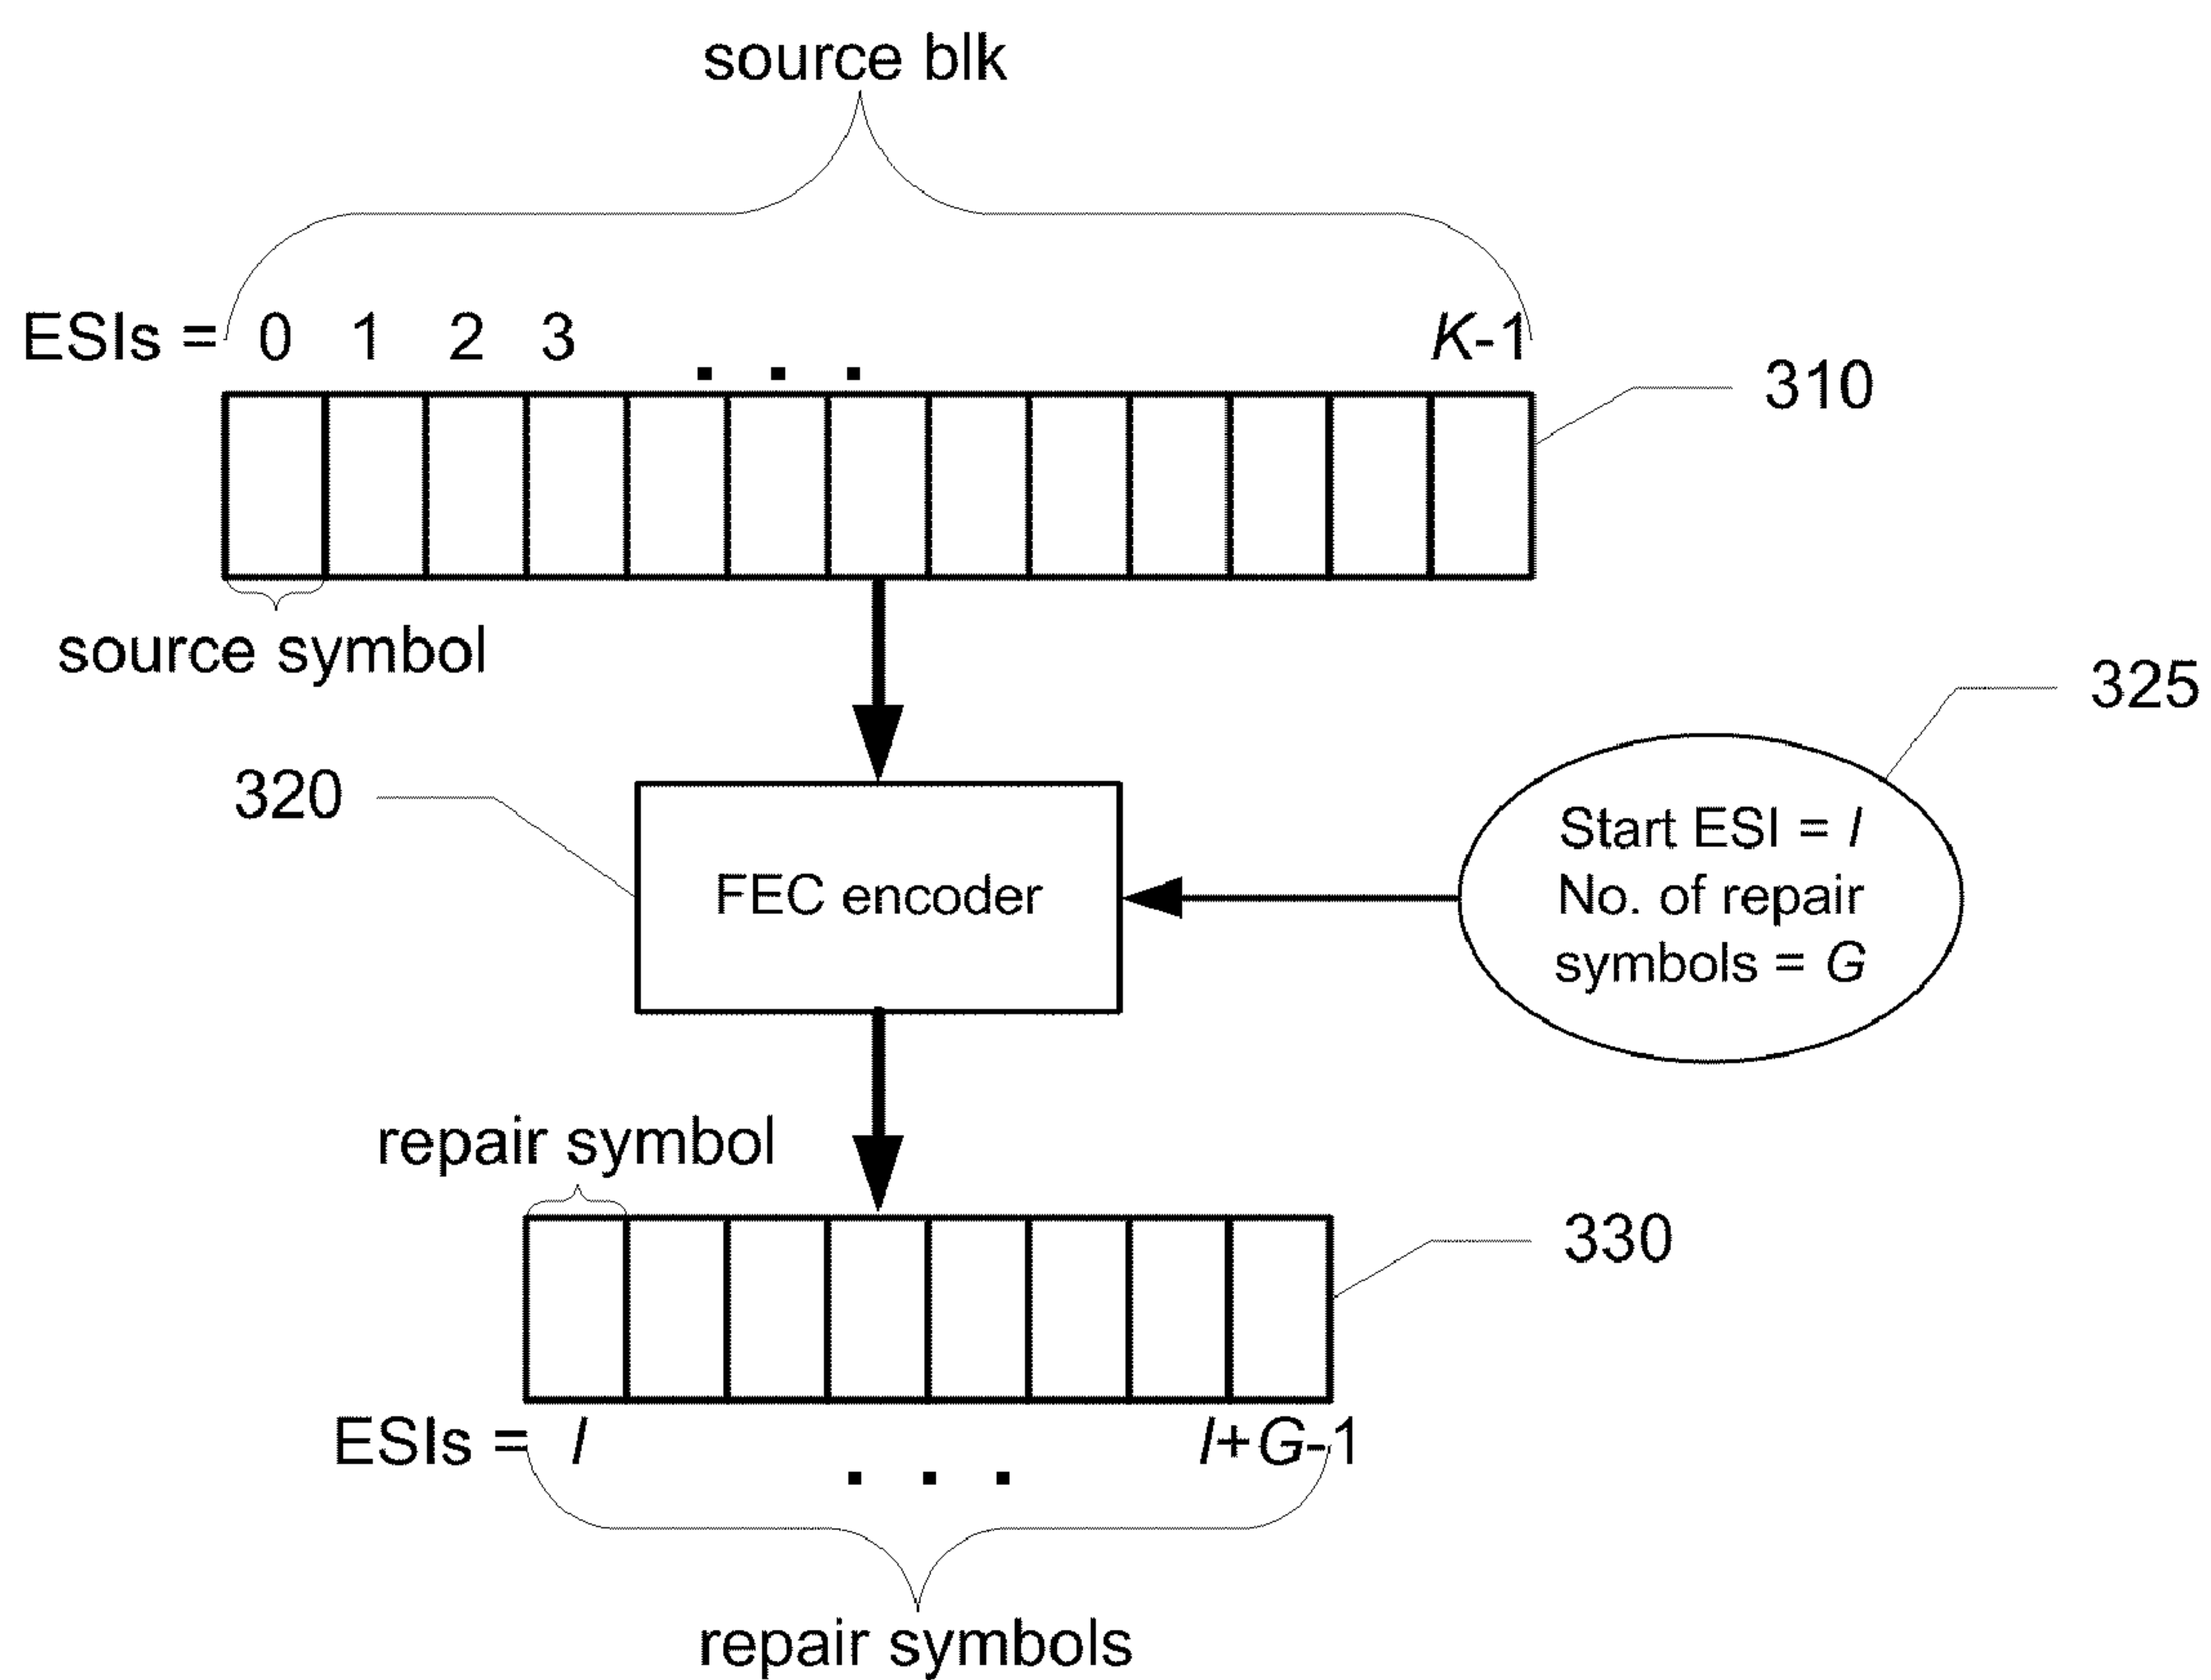 source blk
ESIs = 0 1 2 3 . . . K-1
310
source symbol
325
320
Start ESI = I
No. of repair
symbols = G
FEC encoder
repair symbol
330
ESIs = I . . . I+G-1
repair symbols